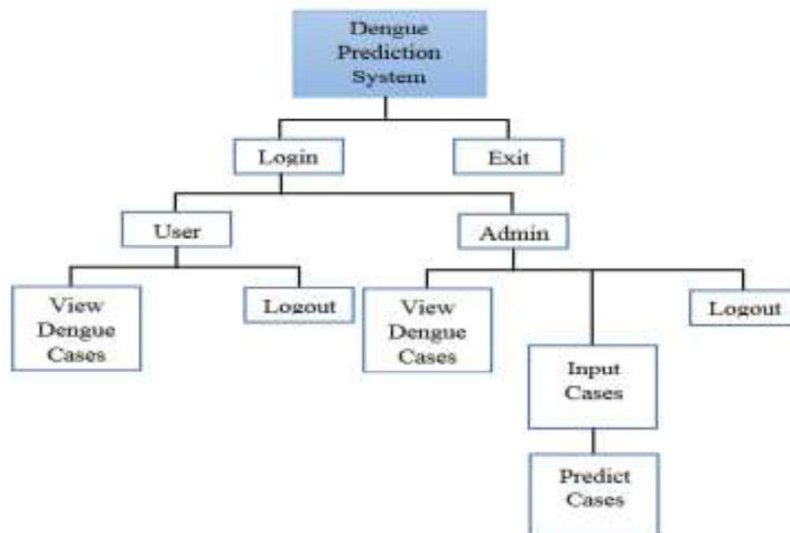 Dengue
Prediction
System
Login
Exit
User
Admin
View
Dengue
Cases
Logout
View
Dengue
Cases
Logout
Input
Cases
Predict
Cases